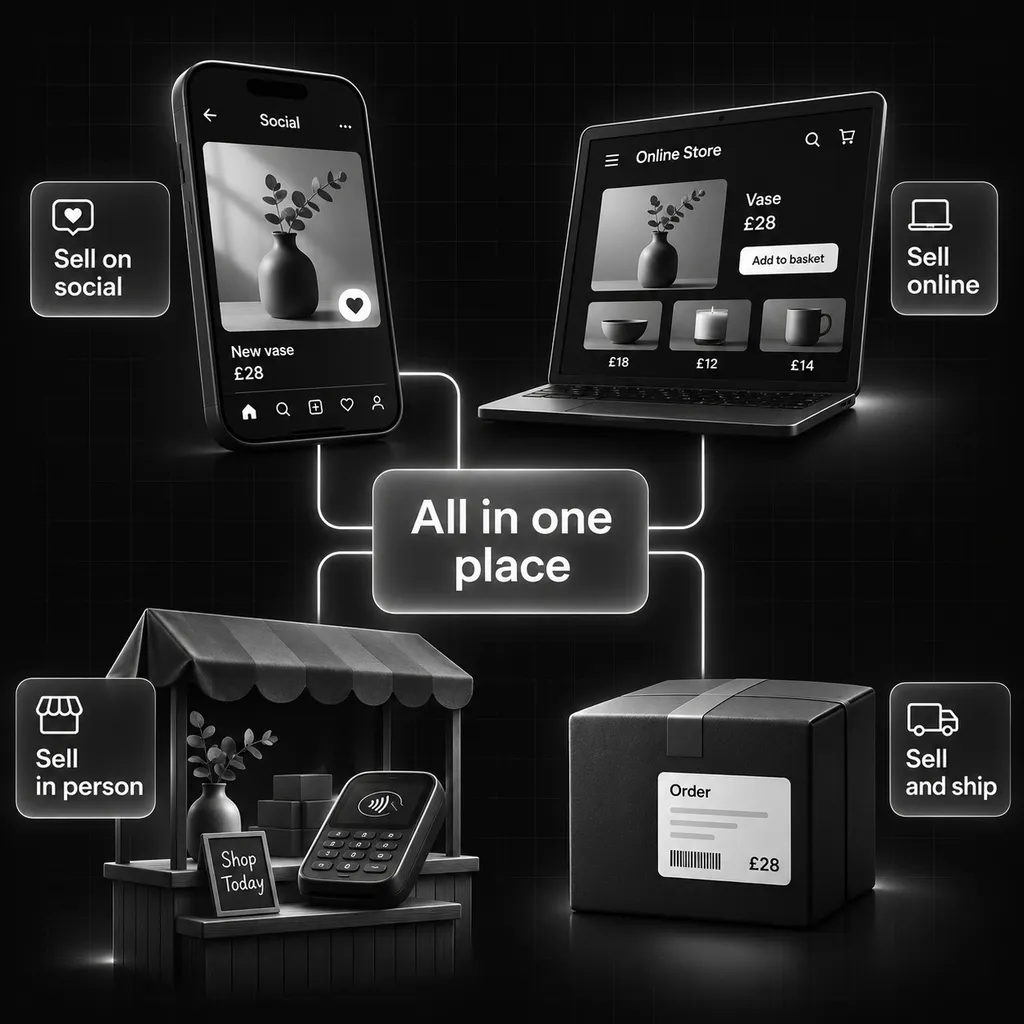 Social
Sell on
social
New vase
£28
Online Store
Vase
£28
Add to basket
£18
£12
£14
Sell
online
All in one
place
Sell
in person
Shop
Today
Order
£28
Sell
and ship